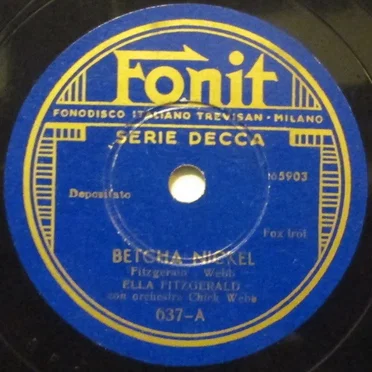 Fonit
FONODISCO ITALIANO TREVISAN - MILANO
SERIE DECCA
65903
Depositato
Fox trot
BETCHA NICKEL
Fitzgerald - Webb
ELLA FITZGERALD
con orchestra Chick Webb
637-A